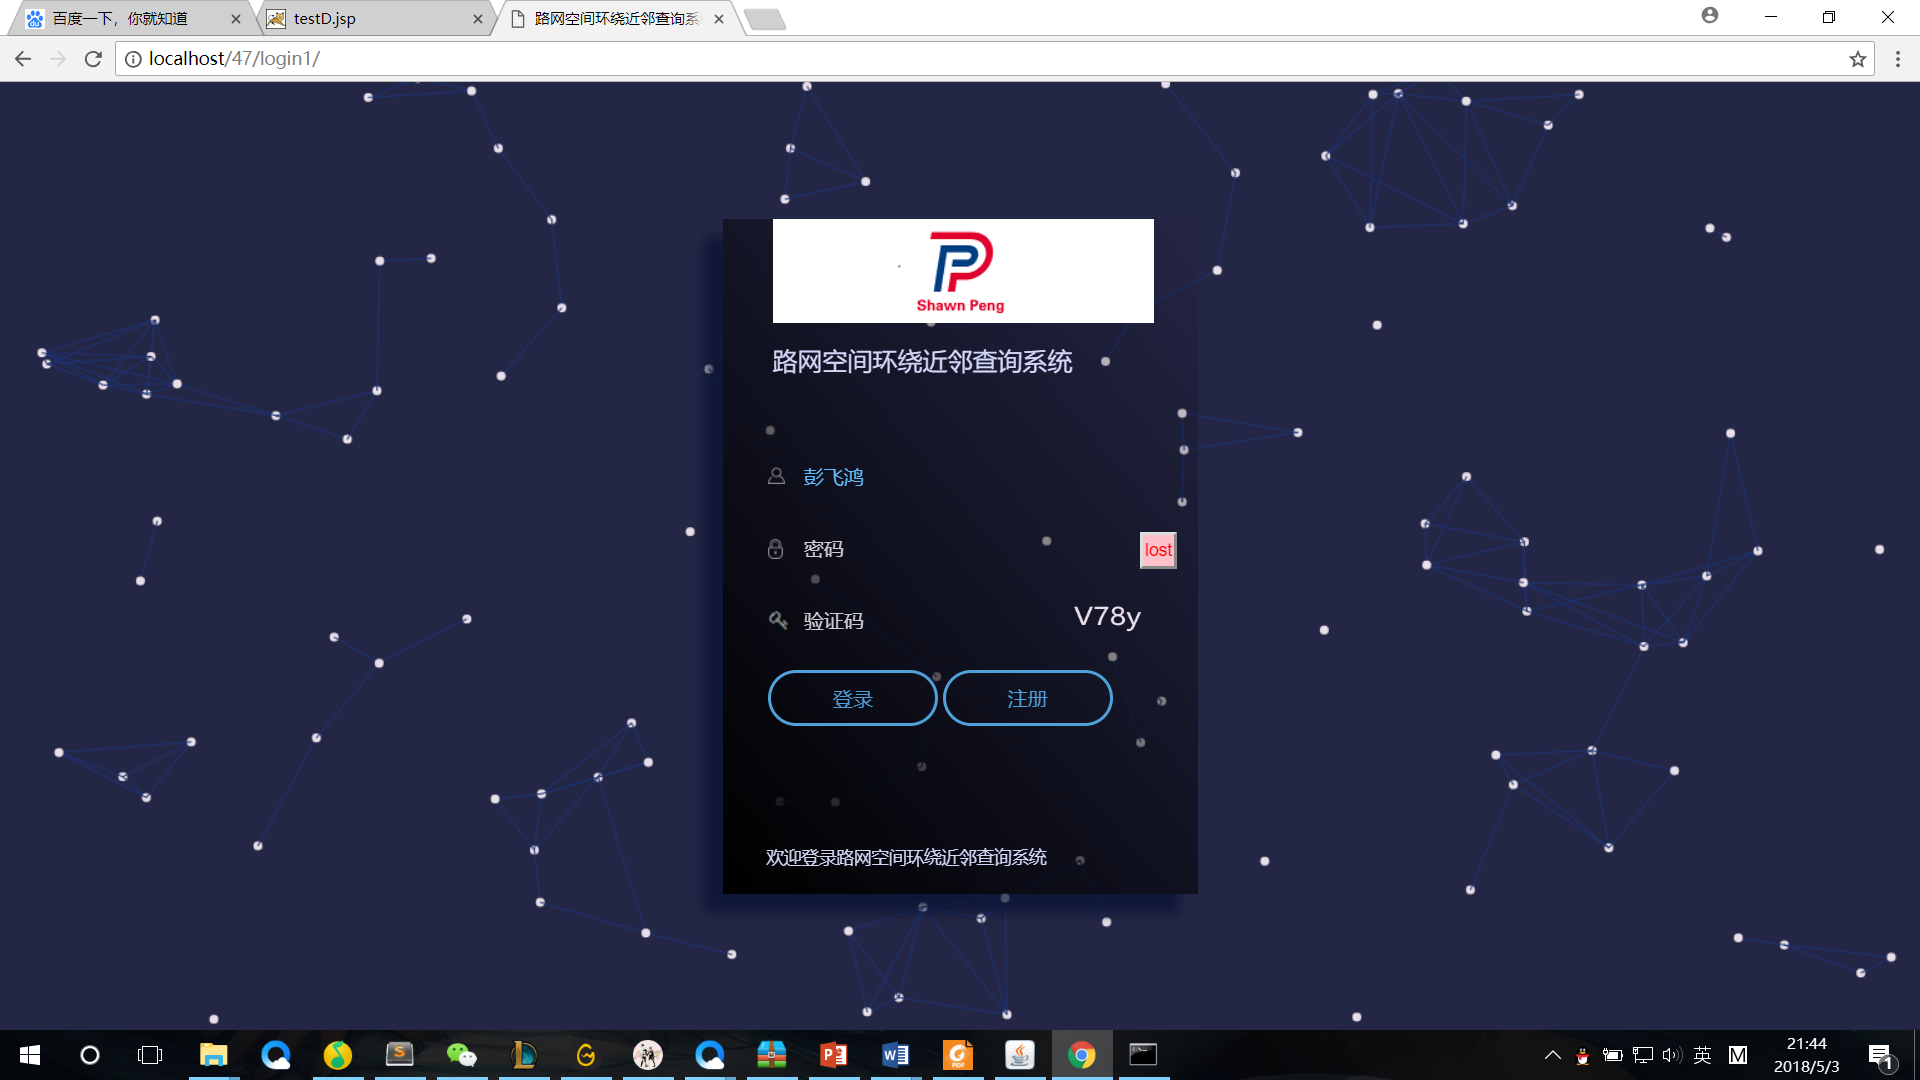 百度一下，你就知道
testD.jsp
路网空间环绕近邻查询系
localhost/47/login1/
Shawn Peng
路网空间环绕近邻查询系统
彭飞鸿
密码
lost
验证码
V78y
登录 注册
欢迎登录路网空间环绕近邻查询系统
英
M
21:44
2018/5/3
1